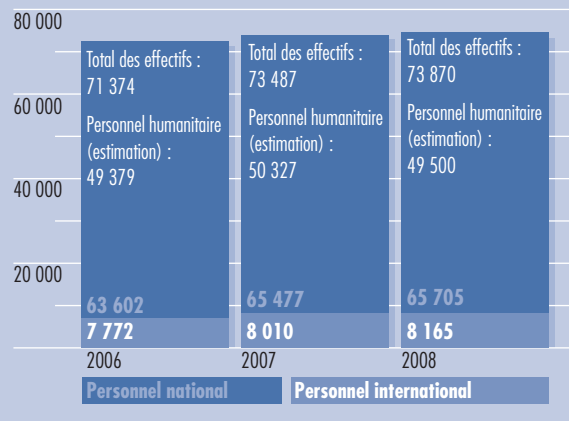 80 000
60 000
40 000
20 000
Total des effectifs :
71 374
Personnel humanitaire
(estimation) :
49 379
63 602
7 772
2006
Total des effectifs :
73 487
Personnel humanitaire
(estimation) :
50 327
65 477
8 010
2007
Total des effectifs :
73 870
Personnel humanitaire
(estimation) :
49 500
65 705
8 165
2008
Personnel national
Personnel international